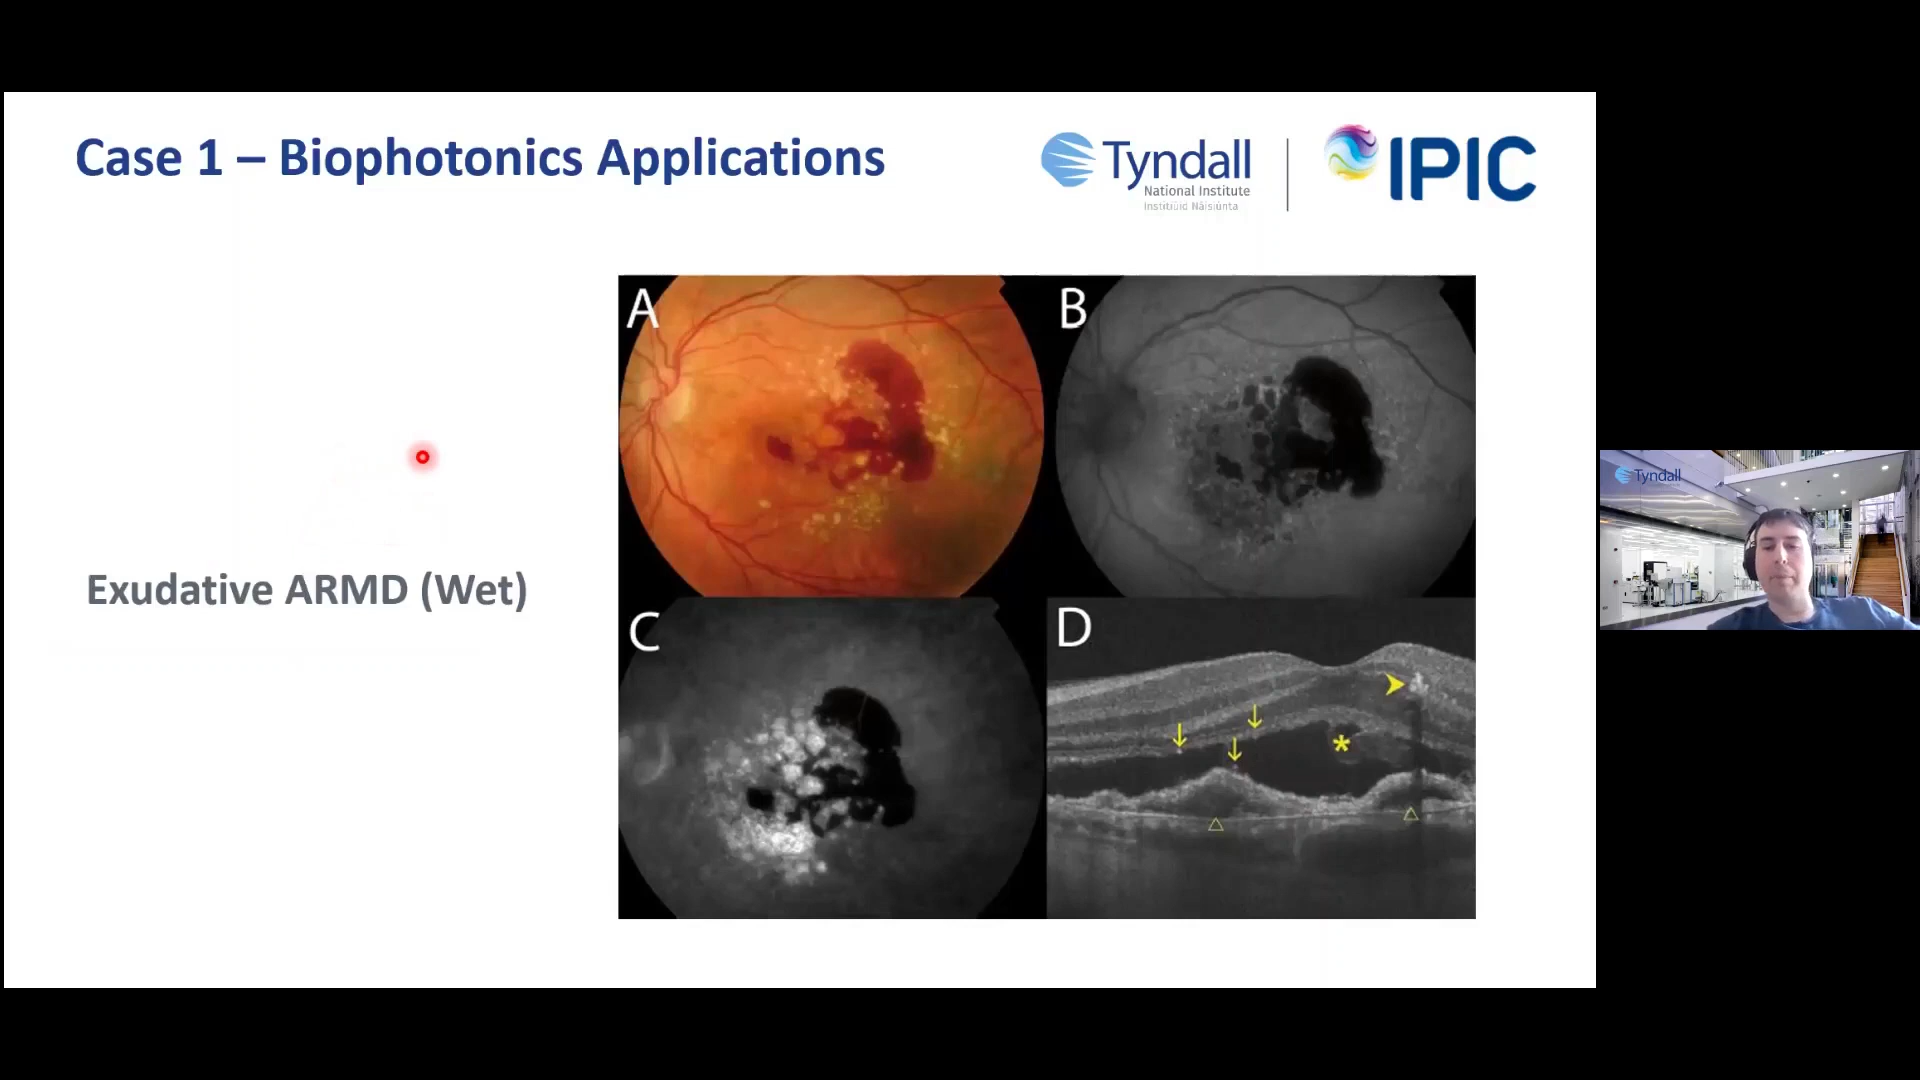 Case 1 – Biophotonics Applications
Tyndall
National Institute
Institiúid Náisiúnta
IPIC
A
B
Exudative ARMD (Wet)
C
D
*
Tyndall